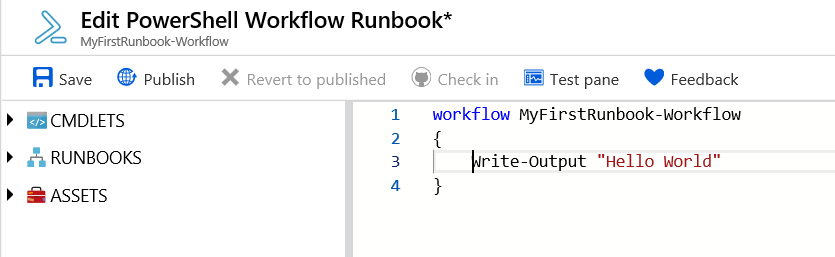 Edit PowerShell Workflow Runbook*
MyFirstRunbook-Workflow
Save Publish Revert to published Check in Test pane Feedback
CMDLETS
RUNBOOKS
ASSETS
1 workflow MyFirstRunbook-Workflow
2 {
3 Write-Output "Hello World"
4 }